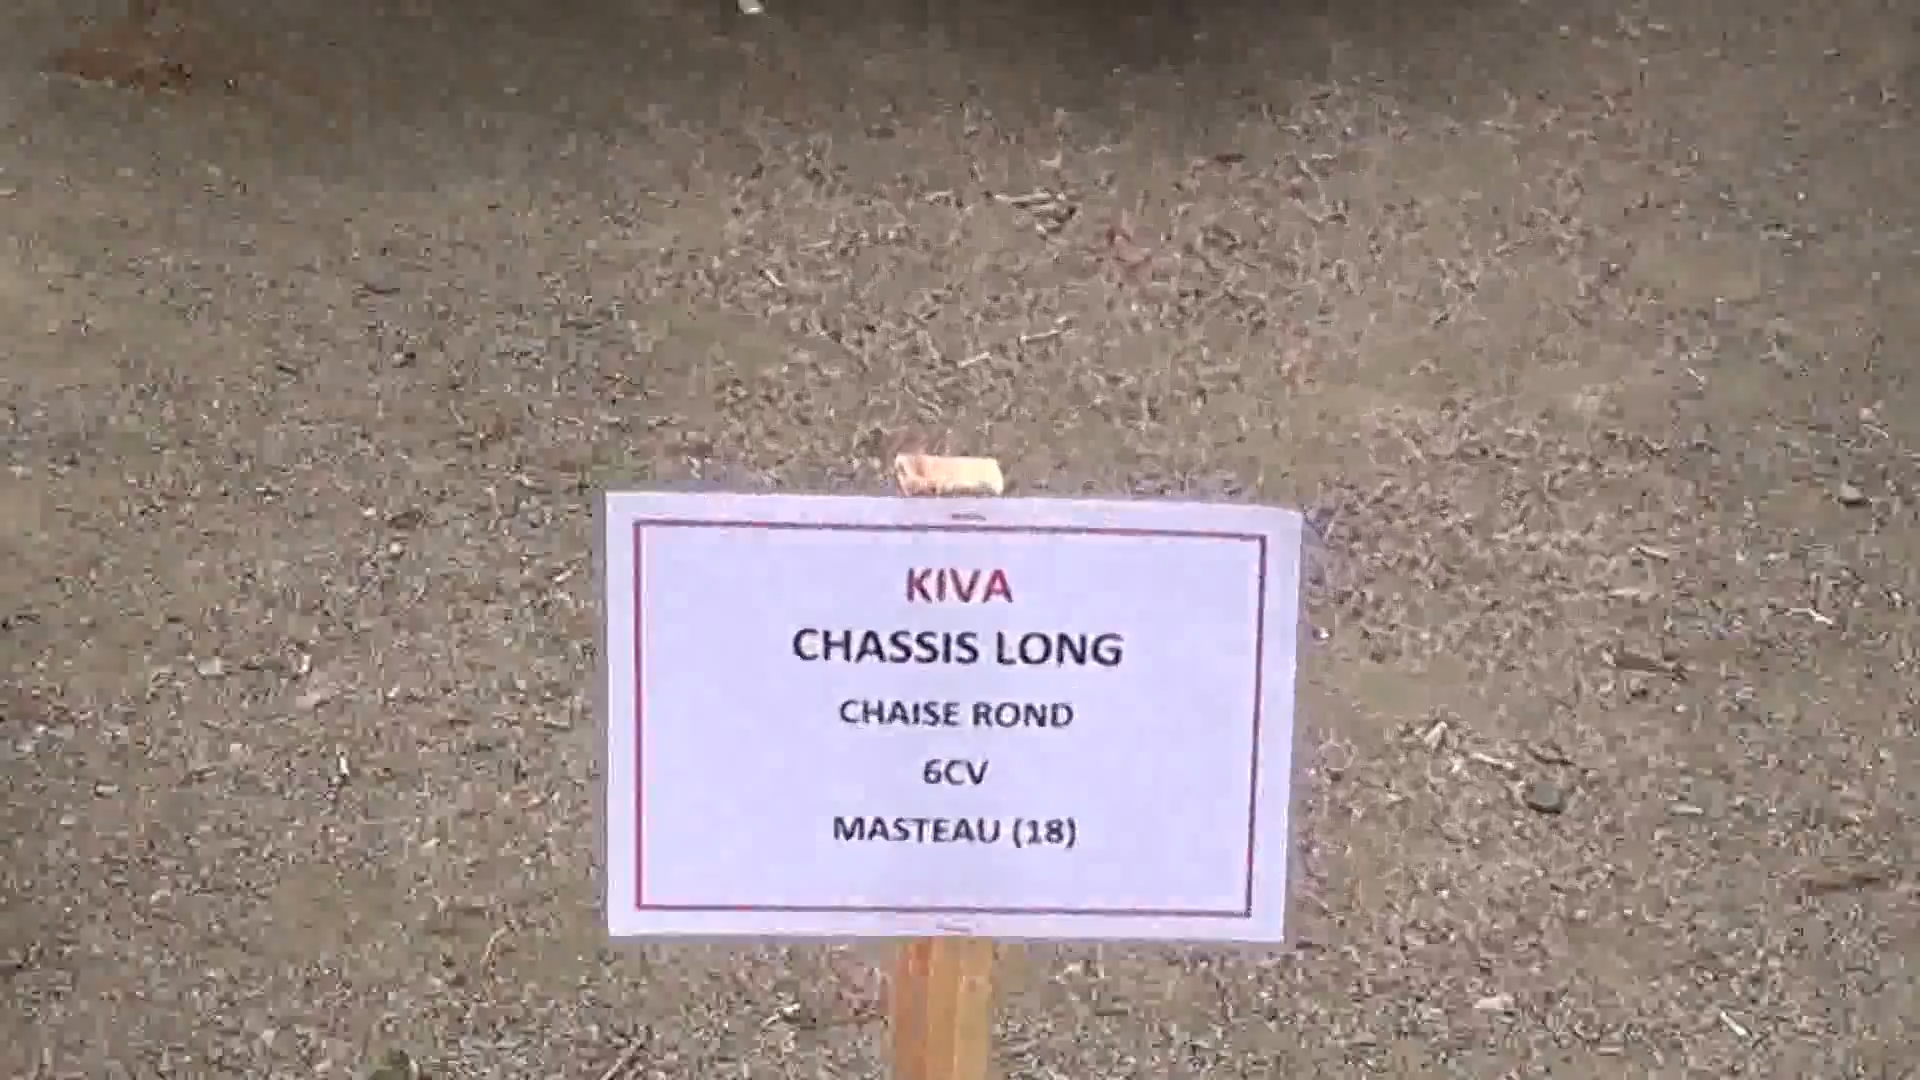 KIVA
CHASSIS LONG
CHAISE ROND
6CV
MASTEAU (18)